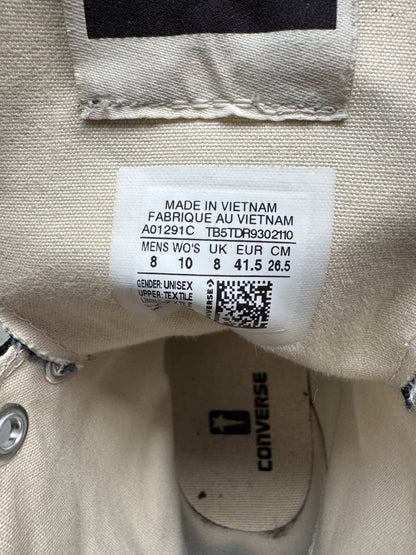 MADE IN VIETNAM
FABRIQUE AU VIETNAM
A01291C TB5TDR9302110
MENS WO'S UK EUR CM
8 10 8 41.5 26.5
GENDER: UNISEX
UPPER: TEXTILE
CONVERSE
CONVERSE